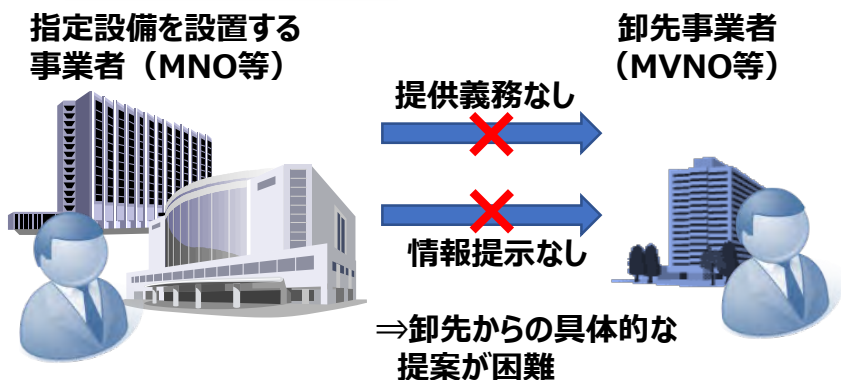 指定設備を設置する
事業者（MNO等）
卸先事業者
（MVNO等）
提供義務なし
情報提示なし
⇒卸先からの具体的な
提案が困難